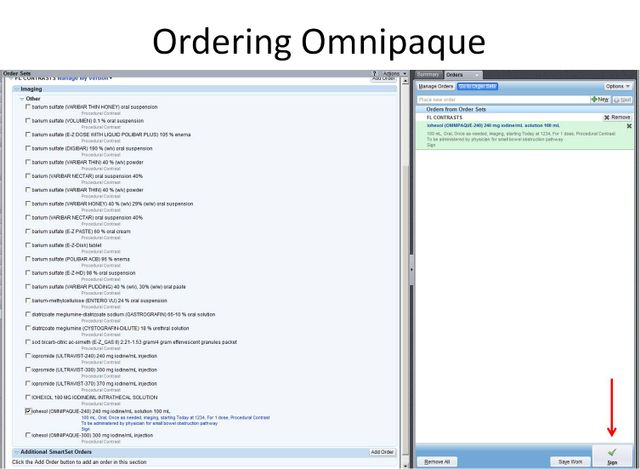 Ordering Omnipaque
Order Sets
? Actions
FL CONTRASTS Manage My Version
Add Order
Imaging
Other
barium sulfate (VARIBAR THIN HONEY) oral suspension
Procedural Contrast
barium sulfate (VOLUMEN) 0.1 % oral suspension
Procedural Contrast
barium sulfate (E-Z-DOSE WITH LIQUID POLIBAR PLUS) 105 % enema
Procedural Contrast
barium sulfate (DIGIBAR) 190 % (w/v) oral suspension
Procedural Contrast
barium sulfate (VARIBAR THIN) 40 % (w/v) powder
Procedural Contrast
barium (VARIBAR NECTAR) oral suspension
Procedural Contrast
barium sulfate (VARIBAR THIN) 40 % (w/v) powder
Procedural Contrast
barium sulfate (VARIBAR HONEY) 40 % (w/v) 29% (w/w) oral suspension
Procedural Contrast
barium (VARIBAR NECTAR) oral suspension 40%
Procedural Contrast
barium sulfate (E-Z PASTE) 60 % oral cream
Procedural Contrast
barium sulfate (E-Z-Disk) tablet
Procedural Contrast
barium sulfate (POLIBAR ACB) 96 % enema
Procedural Contrast
barium sulfate (E-Z-HD) 98 % oral suspension
Procedural Contrast
barium sulfate (VARIBAR PUDDING) 40 % (w/v), 30% (w/w) oral paste
Procedural Contrast
barium-methylcellulose (ENTERO VU) 24 % oral suspension
Procedural Contrast
diatrizoate meglumine-diatrizoate sodium (GASTROGRAFIN) 66-10 % oral solution
Procedural Contrast
diatrizoate meglumine (CYSTOGRAFIN-DILUTE) 18 % urethral solution
Procedural Contrast
sod bicarb-citric ac-simeth (E-Z_GAS II) 2.21-1.53 gram/4 gram effervescent granules packet
Procedural Contrast
iopromide (ULTRAVIST-240) 240 mg iodine/mL injection
Procedural Contrast
iopromide (ULTRAVIST-300) 300 mg iodine/mL injection
Procedural Contrast
iopromide (ULTRAVIST-370) 370 mg iodine/mL injection
Procedural Contrast
IOHEXOL 180 MG IODINE/ML INTRATHECAL SOLUTION
Procedural Contrast
iohexol (OMNIPAQUE-240) 240 mg iodine/mL solution 100 mL
100 mL, Oral, Once as needed, imaging, starting Today at 1234, For 1 dose, Procedural Contrast
To be administered by physician for small bowel obstruction pathway
Sign
iohexol (OMNIPAQUE-300) 300 mg iodine/mL injection
Procedural Contrast
Additional SmartSet Orders
Add Order
Click the Add Order button to add an order in this section
Summary Orders
Manage Orders Go to Order Sets Options
Place new order New Next
Orders from Order Sets
FL CONTRASTS Remove
iohexol (OMNIPAQUE-240) 240 mg iodine/mL solution 100 mL
100 mL, Oral, Once as needed, imaging, starting Today at 1234, For 1 dose, Procedural Contrast
To be administered by physician for small bowel obstruction pathway
Sign
Remove All Save Work Sign